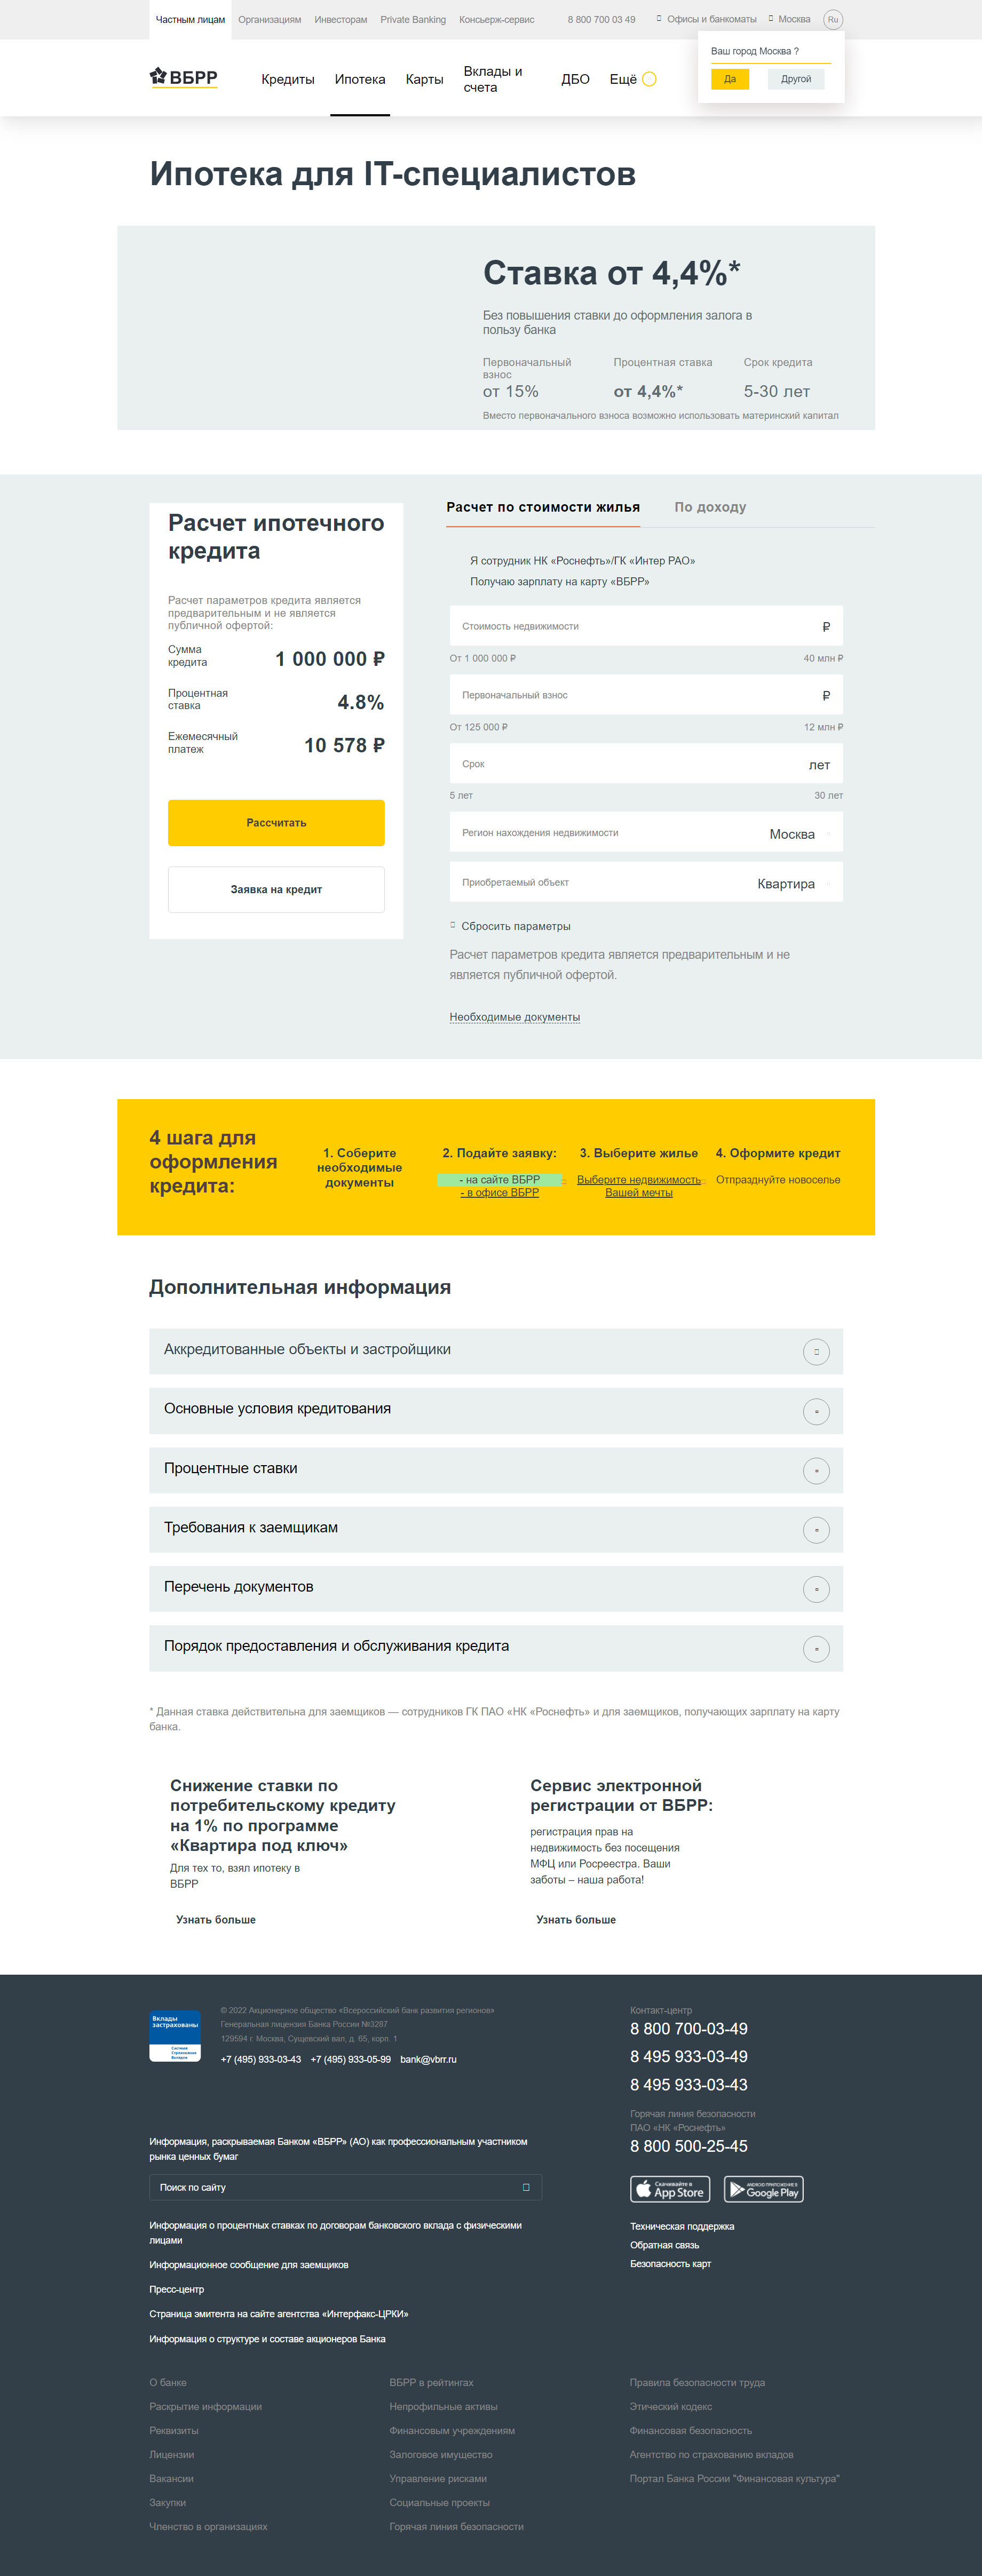 Частным лицам Организациям Инвесторам Private Banking Консьерж-сервис 8 800 700 03 49 Офисы и банкоматы Москва Ru
Ваш город Москва ?
Да Другой
ВБРР
Кредиты Ипотека Карты Вклады и счета ДБО Ещё
Ипотека для IT-специалистов
Ставка от 4,4%*
Без повышения ставки до оформления залога в
пользу банка
Первоначальный взнос
от 15%
Процентная ставка
от 4,4%*
Срок кредита
5-30 лет
Вместо первоначального взноса возможно использовать материнский капитал
Расчет ипотечного
кредита
Расчет параметров кредита является
предварительным и не является
публичной офертой:
Сумма
кредита
1 000 000 ₽
Процентная
ставка
4.8%
Ежемесячный
платеж
10 578 ₽
Рассчитать
Заявка на кредит
Расчет по стоимости жилья По доходу
Я сотрудник НК «Роснефть»/ГК «Интер РАО»
Получаю зарплату на карту «ВБРР»
Стоимость недвижимости ₽
От 1 000 000 ₽ 40 млн ₽
Первоначальный взнос ₽
От 125 000 ₽ 12 млн ₽
Срок лет
5 лет 30 лет
Регион нахождения недвижимости Москва
Приобретаемый объект Квартира
Сбросить параметры
Расчет параметров кредита является предварительным и не
является публичной офертой.
Необходимые документы
4 шага для
оформления
кредита:
1. Соберите
необходимые
документы
2. Подайте заявку:
- на сайте ВБРР
- в офисе ВБРР
3. Выберите жилье
Выберите недвижимость
Вашей мечты
4. Оформите кредит
Отпразднуйте новоселье
Дополнительная информация
Аккредитованные объекты и застройщики
Основные условия кредитования
Процентные ставки
Требования к заемщикам
Перечень документов
Порядок предоставления и обслуживания кредита
* Данная ставка действительна для заемщиков — сотрудников ГК ПАО «НК «Роснефть» и для заемщиков, получающих зарплату на карту
банка.
Снижение ставки по
потребительскому кредиту
на 1% по программе
«Квартира под ключ»
Для тех то, взял ипотеку в
ВБРР
Узнать больше
Сервис электронной
регистрации от ВБРР:
регистрация прав на
недвижимость без посещения
МФЦ или Росреестра. Ваши
заботы – наша работа!
Узнать больше
Вклады
застрахованы
Система
Страхования
Вкладов
© 2022 Акционерное общество «Всероссийский банк развития регионов»
Генеральная лицензия Банка России №3287
129594 г. Москва, Сущевский вал, д. 65, корп. 1
+7 (495) 933-03-43 +7 (495) 933-05-99 bank@vbrr.ru
Контакт-центр
8 800 700-03-49
8 495 933-03-49
8 495 933-03-43
Горячая линия безопасности
ПАО «НК «Роснефть»
8 800 500-25-45
Загрузите в
App Store
Android приложение в
Google Play
Техническая поддержка
Обратная связь
Безопасность карт
Информация, раскрываемая Банком «ВБРР» (АО) как профессиональным участником
рынка ценных бумаг
Поиск по сайту
Информация о процентных ставках по договорам банковского вклада с физическими
лицами
Информационное сообщение для заемщиков
Пресс-центр
Страница эмитента на сайте агентства «Интерфакс-ЦРКИ»
Информация о структуре и составе акционеров Банка
О банке ВБРР в рейтингах Правила безопасности труда
Раскрытие информации Непрофильные активы Этический кодекс
Реквизиты Финансовым учреждениям Финансовая безопасность
Лицензии Залоговое имущество Агентство по страхованию вкладов
Вакансии Управление рисками Портал Банка России "Финансовая культура"
Закупки Социальные проекты
Членство в организациях Горячая линия безопасности